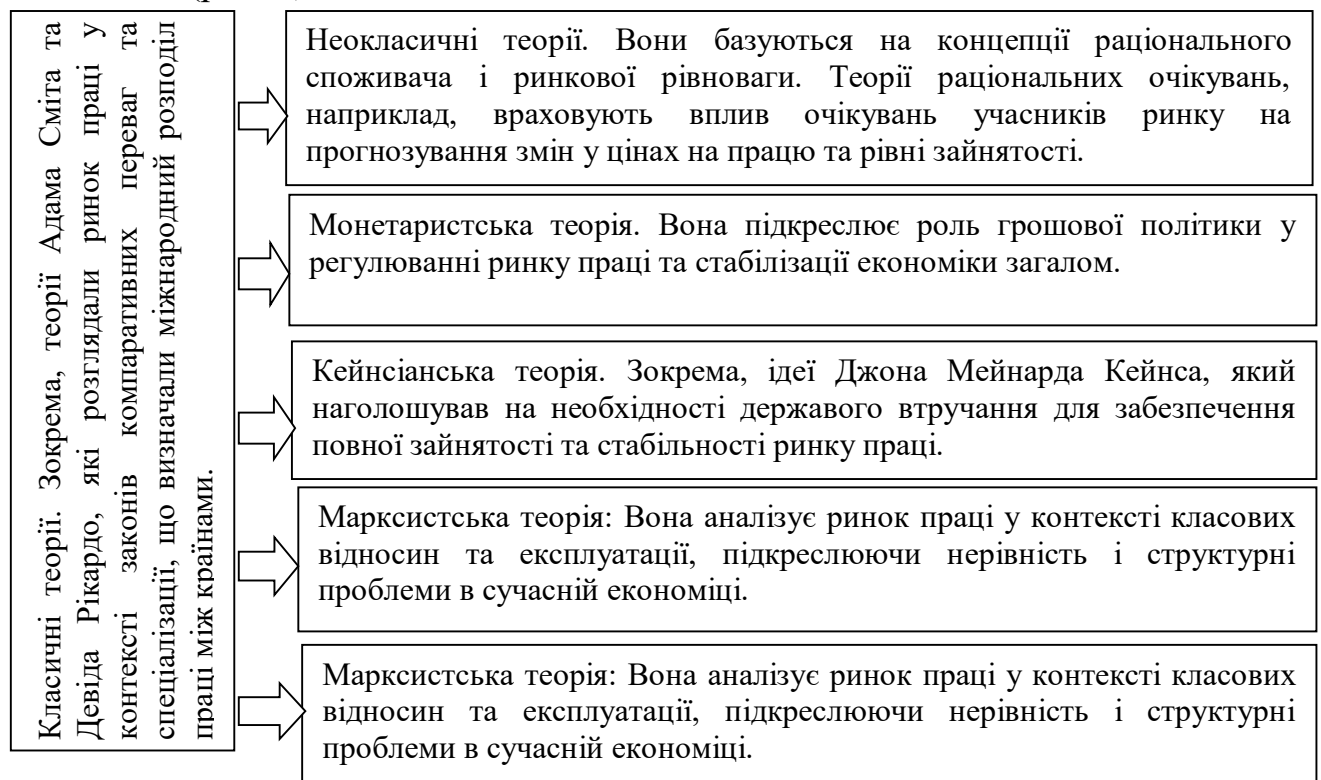 Класичні теорії. Зокрема, теорії Адама Сміта та
Девіда Рікардо, які розглядали ринок праці у
контексті законів компаративних переваг та
спеціалізації, що визначали міжнародний розподіл
праці між країнами.
Неокласичні теорії. Вони базуються на концепції раціонального
споживача і ринкової рівноваги. Теорії раціональних очікувань,
наприклад, враховують вплив очікувань учасників ринку на
прогнозування змін у цінах на працю та рівні зайнятості.
Монетаристська теорія. Вона підкреслює роль грошової політики у
регулюванні ринку праці та стабілізації економіки загалом.
Кейнсіанська теорія. Зокрема, ідеї Джона Мейнарда Кейнса, який
наголошував на необхідності державого втручання для забезпечення
повної зайнятості та стабільності ринку праці.
Марксистська теорія: Вона аналізує ринок праці у контексті класових
відносин та експлуатації, підкреслюючи нерівність і структурні
проблеми в сучасній економіці.
Марксистська теорія: Вона аналізує ринок праці у контексті класових
відносин та експлуатації, підкреслюючи нерівність і структурні
проблеми в сучасній економіці.